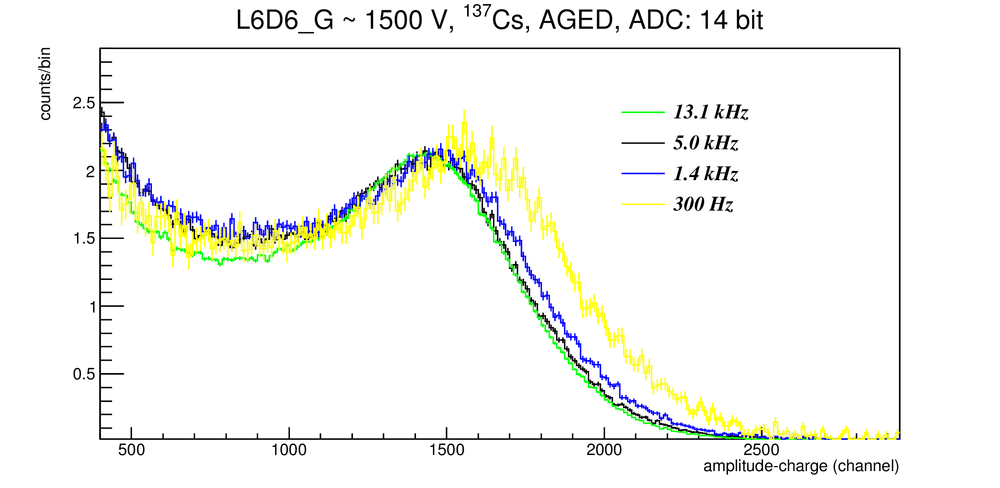 L6D6_G ~ 1500 V, ¹³⁷Cs, AGED, ADC: 14 bit
counts/bin
2.5
2
1.5
1
0.5
13.1 kHz
5.0 kHz
1.4 kHz
300 Hz
500 1000 1500 2000 2500
amplitude-charge (channel)